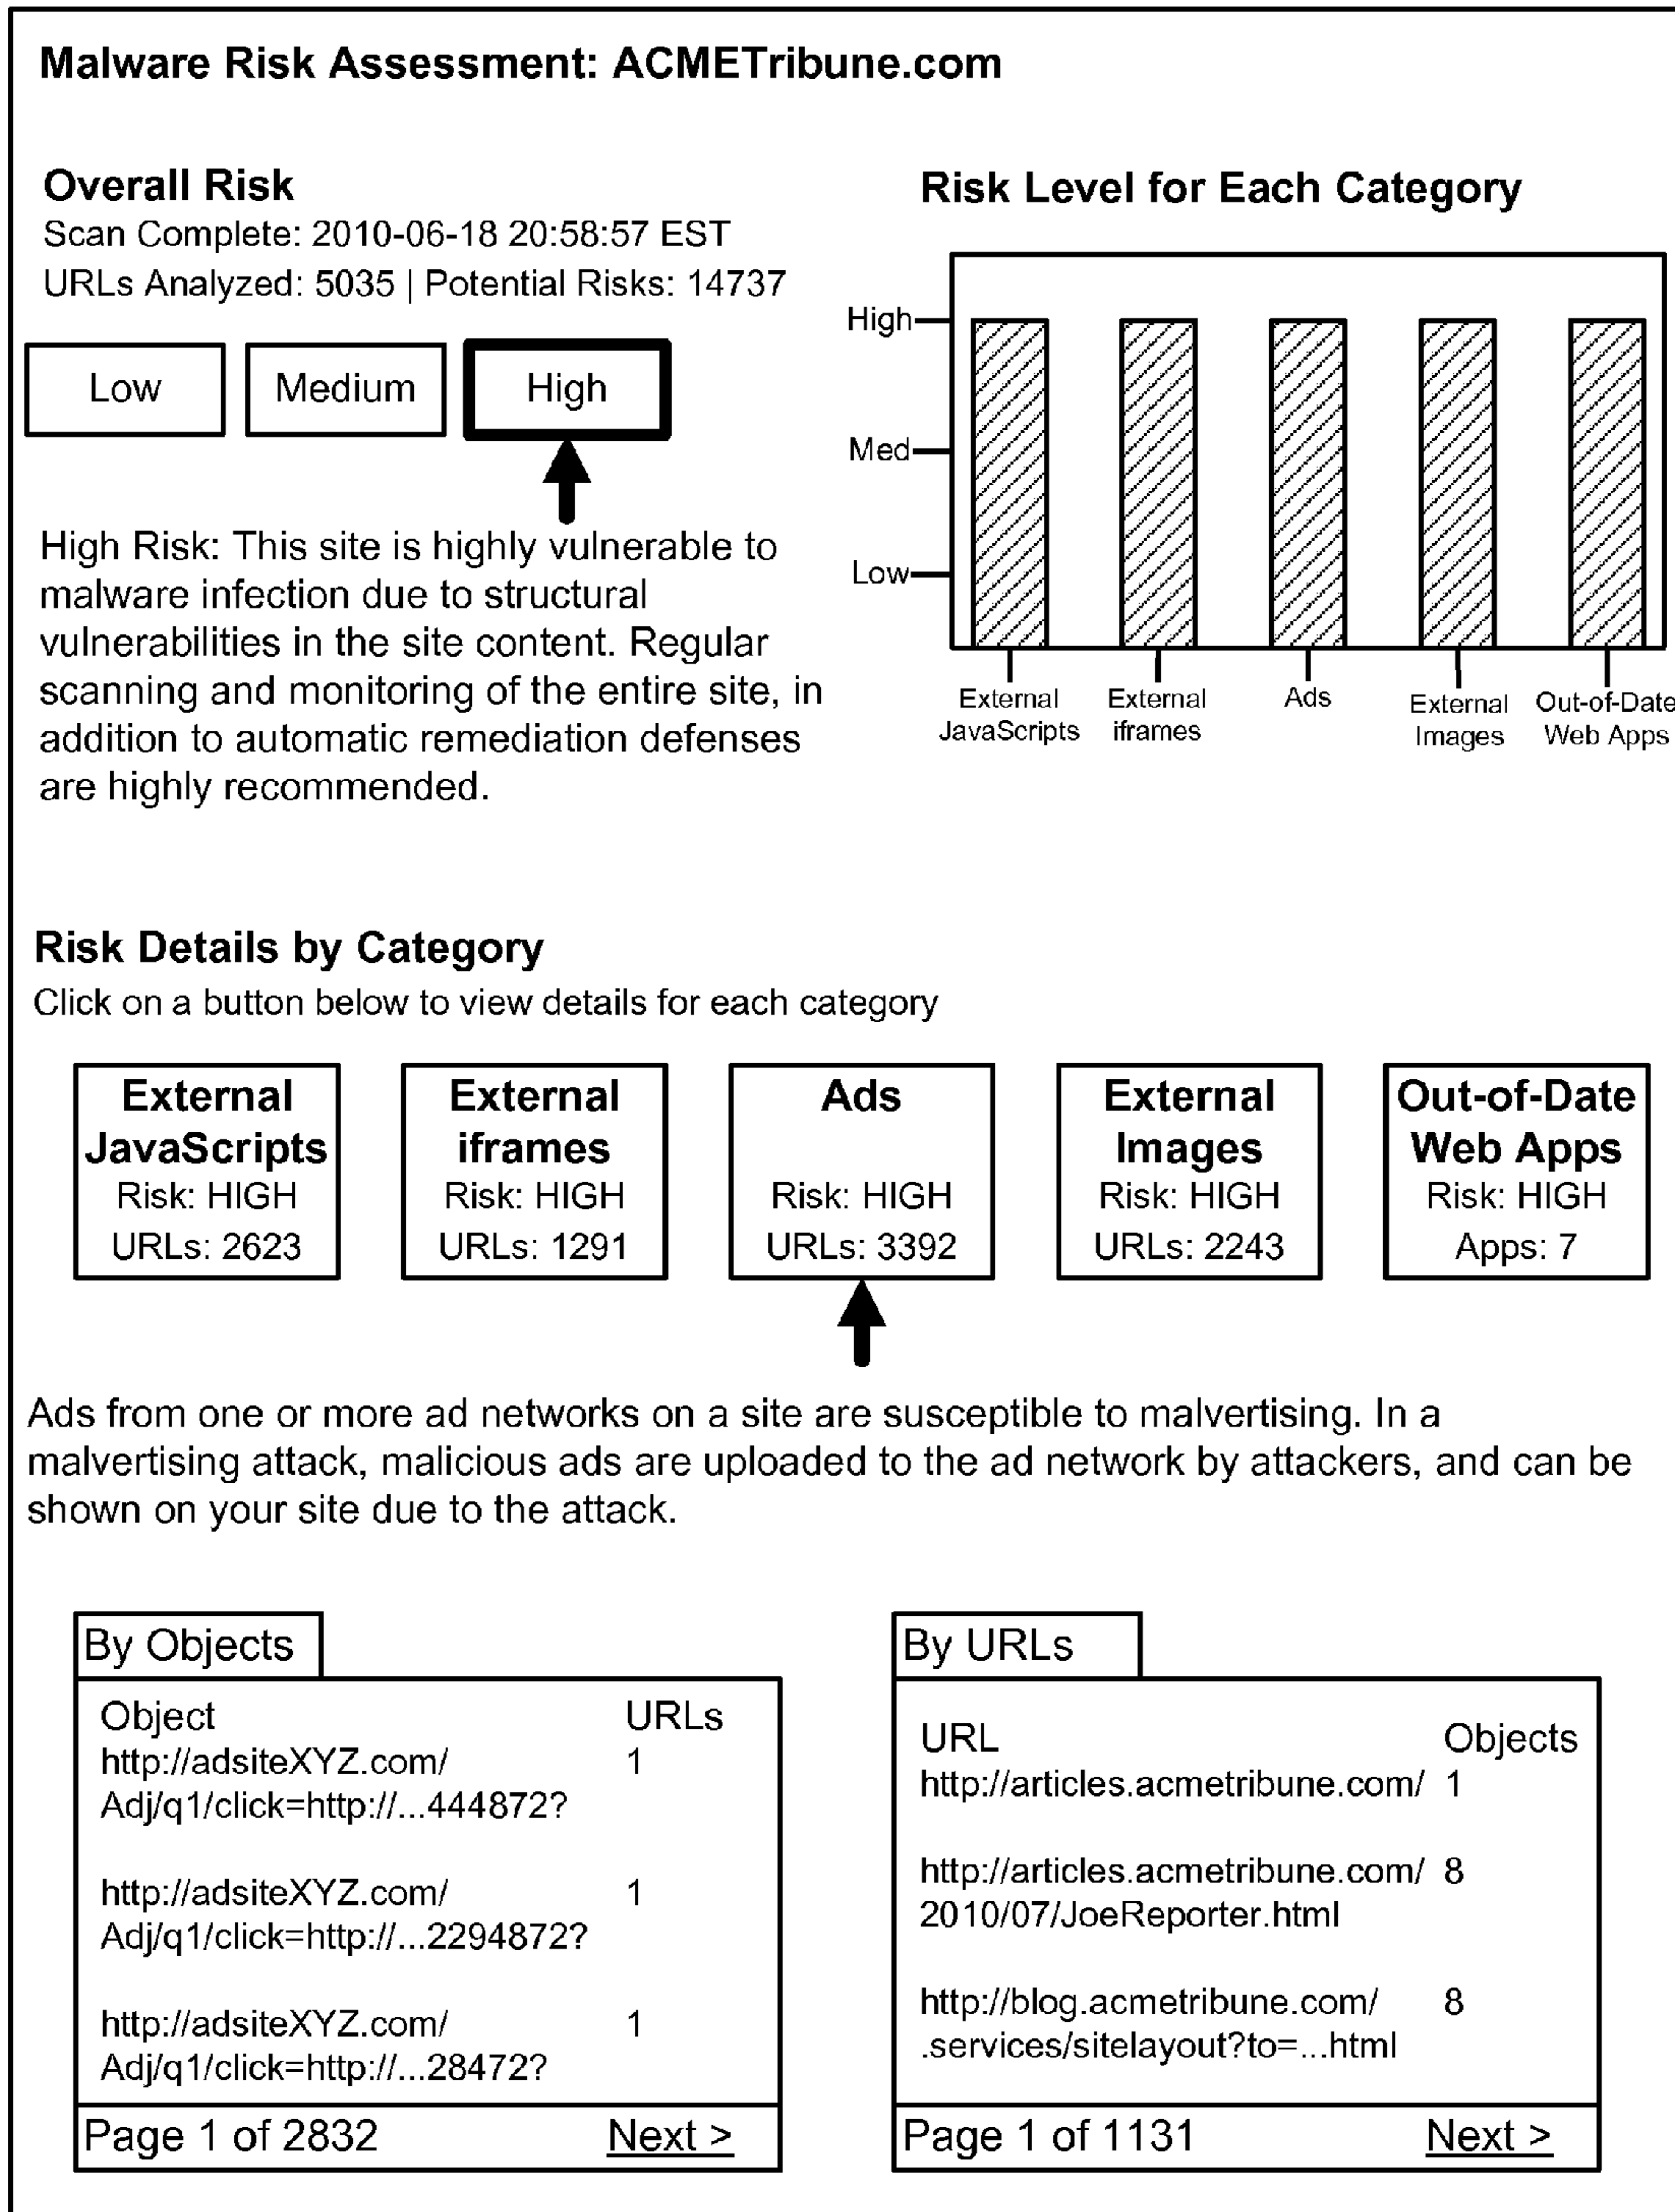 Malware Risk Assessment: ACMETribune.com
Overall Risk
Scan Complete: 2010-06-18 20:58:57 EST
URLs Analyzed: 5035 | Potential Risks: 14737
Low
Medium
High
High Risk: This site is highly vulnerable to
malware infection due to structural
vulnerabilities in the site content. Regular
scanning and monitoring of the entire site, in
addition to automatic remediation defenses
are highly recommended.
Risk Level for Each Category
High
Med
Low
External
JavaScripts
External
iframes
Ads
External
Images
Out-of-Date
Web Apps
Risk Details by Category
Click on a button below to view details for each category
External
JavaScripts
Risk: HIGH
URLs: 2623
External
iframes
Risk: HIGH
URLs: 1291
Ads
Risk: HIGH
URLs: 3392
External
Images
Risk: HIGH
URLs: 2243
Out-of-Date
Web Apps
Risk: HIGH
Apps: 7
Ads from one or more ad networks on a site are susceptible to malvertising. In a
malvertising attack, malicious ads are uploaded to the ad network by attackers, and can be
shown on your site due to the attack.
By Objects
Object URLs
http://adsiteXYZ.com/ 1
Adj/q1/click=http://...444872?
http://adsiteXYZ.com/ 1
Adj/q1/click=http://...2294872?
http://adsiteXYZ.com/ 1
Adj/q1/click=http://...28472?
Page 1 of 2832 Next >
By URLs
URL Objects
http://articles.acmetribune.com/ 1
http://articles.acmetribune.com/ 8
2010/07/JoeReporter.html
http://blog.acmetribune.com/ 8
.services/sitelayout?to=...html
Page 1 of 1131 Next >